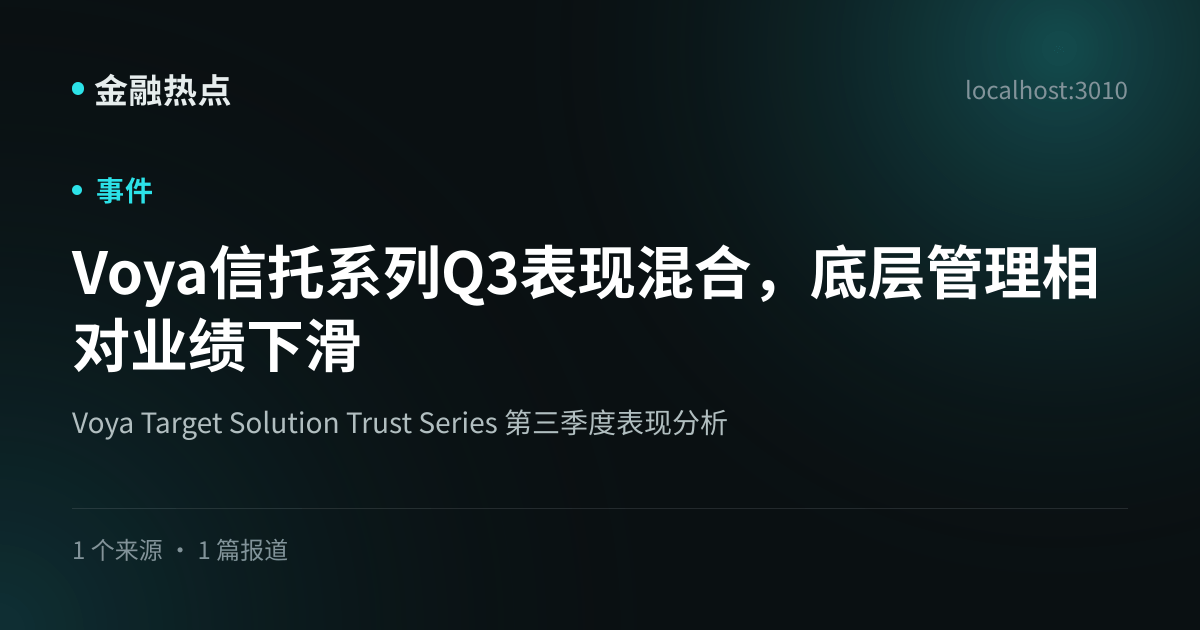 金融热点
localhost:3010
事件
Voya信托系列Q3表现混合，底层管理相
对业绩下滑
Voya Target Solution Trust Series 第三季度表现分析
1 个来源 · 1 篇报道